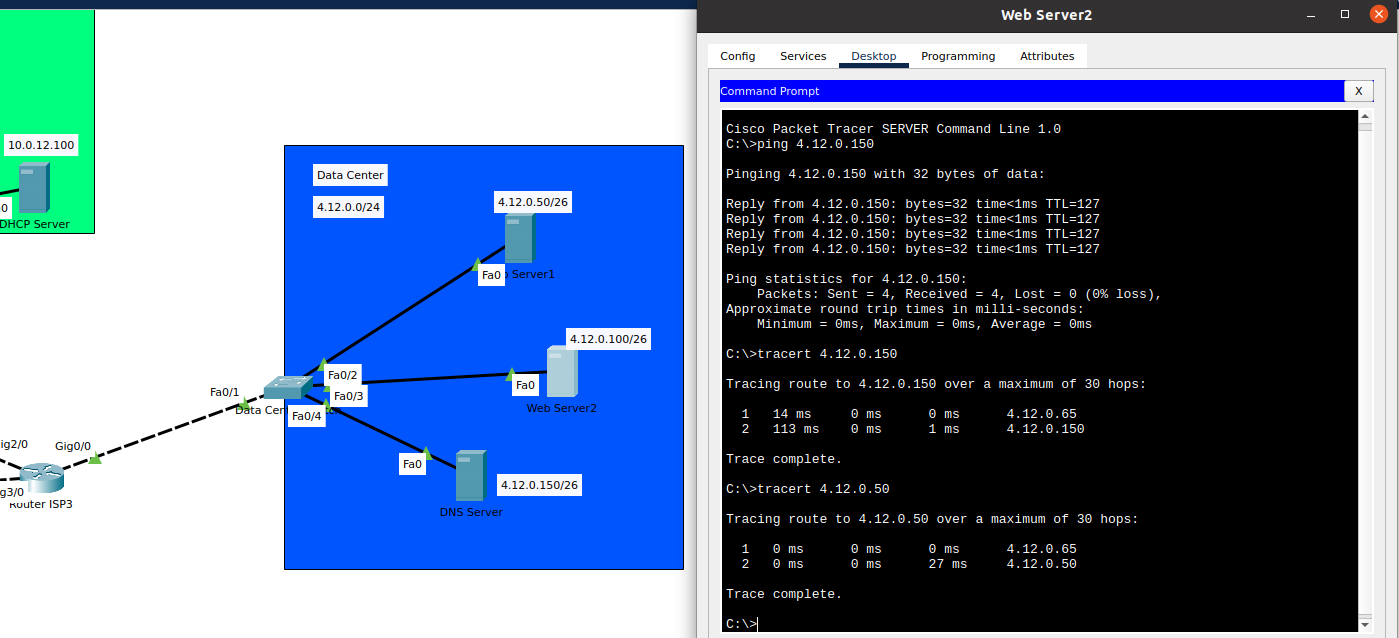 10.0.12.100
DHCP Server
Data Center
4.12.0.0/24
4.12.0.50/26
Fa0
Server1
4.12.0.100/26
Fa0
Web Server2
Fa0/1
Fa0/2
Fa0/3
Fa0/4
Fa0
4.12.0.150/26
DNS Server
ig2/0
Gig0/0
g3/0
Router ISP3
Web Server2
Config Services Desktop Programming Attributes
Command Prompt
X
Cisco Packet Tracer SERVER Command Line 1.0
C:\>ping 4.12.0.150
Pinging 4.12.0.150 with 32 bytes of data:
Reply from 4.12.0.150: bytes=32 time<1ms TTL=127
Reply from 4.12.0.150: bytes=32 time<1ms TTL=127
Reply from 4.12.0.150: bytes=32 time<1ms TTL=127
Reply from 4.12.0.150: bytes=32 time<1ms TTL=127
Ping statistics for 4.12.0.150:
Packets: Sent = 4, Received = 4, Lost = 0 (0% loss),
Approximate round trip times in milli-seconds:
Minimum = 0ms, Maximum = 0ms, Average = 0ms
C:\>tracert 4.12.0.150
Tracing route to 4.12.0.150 over a maximum of 30 hops:
1 14 ms 0 ms 0 ms 4.12.0.65
2 113 ms 0 ms 1 ms 4.12.0.150
Trace complete.
C:\>tracert 4.12.0.50
Tracing route to 4.12.0.50 over a maximum of 30 hops:
1 0 ms 0 ms 0 ms 4.12.0.65
2 0 ms 0 ms 27 ms 4.12.0.50
Trace complete.
C:\>